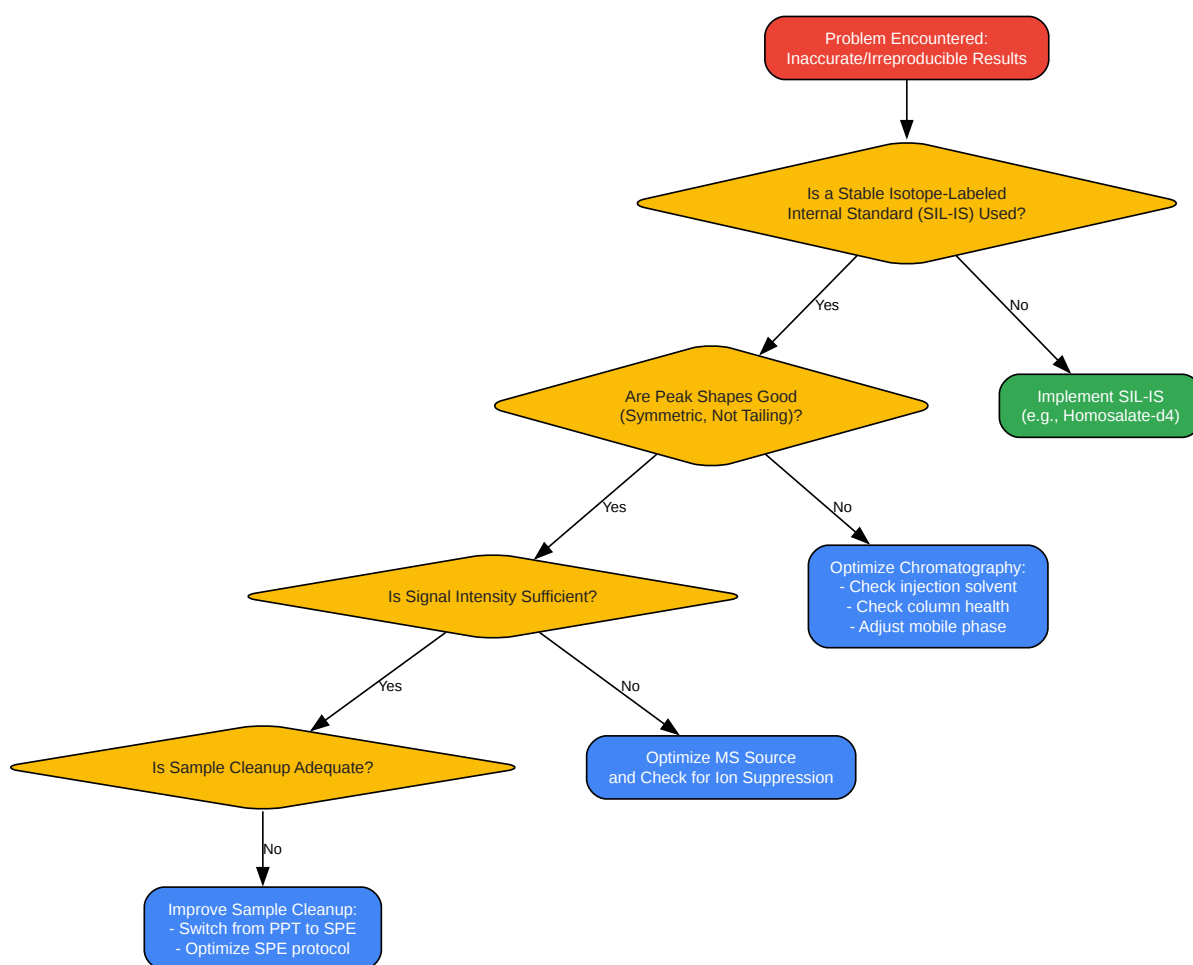 Problem Encountered:
Inaccurate/Irreproducible Results
Is a Stable Isotope-Labeled
Internal Standard (SIL-IS) Used?
Yes
No
Are Peak Shapes Good
(Symmetric, Not Tailing)?
Implement SIL-IS
(e.g., Homosalate-d4)
Yes
No
Is Signal Intensity Sufficient?
Optimize Chromatography:
- Check injection solvent
- Check column health
- Adjust mobile phase
Yes
No
Is Sample Cleanup Adequate?
Optimize MS Source
and Check for Ion Suppression
No
Improve Sample Cleanup:
- Switch from PPT to SPE
- Optimize SPE protocol